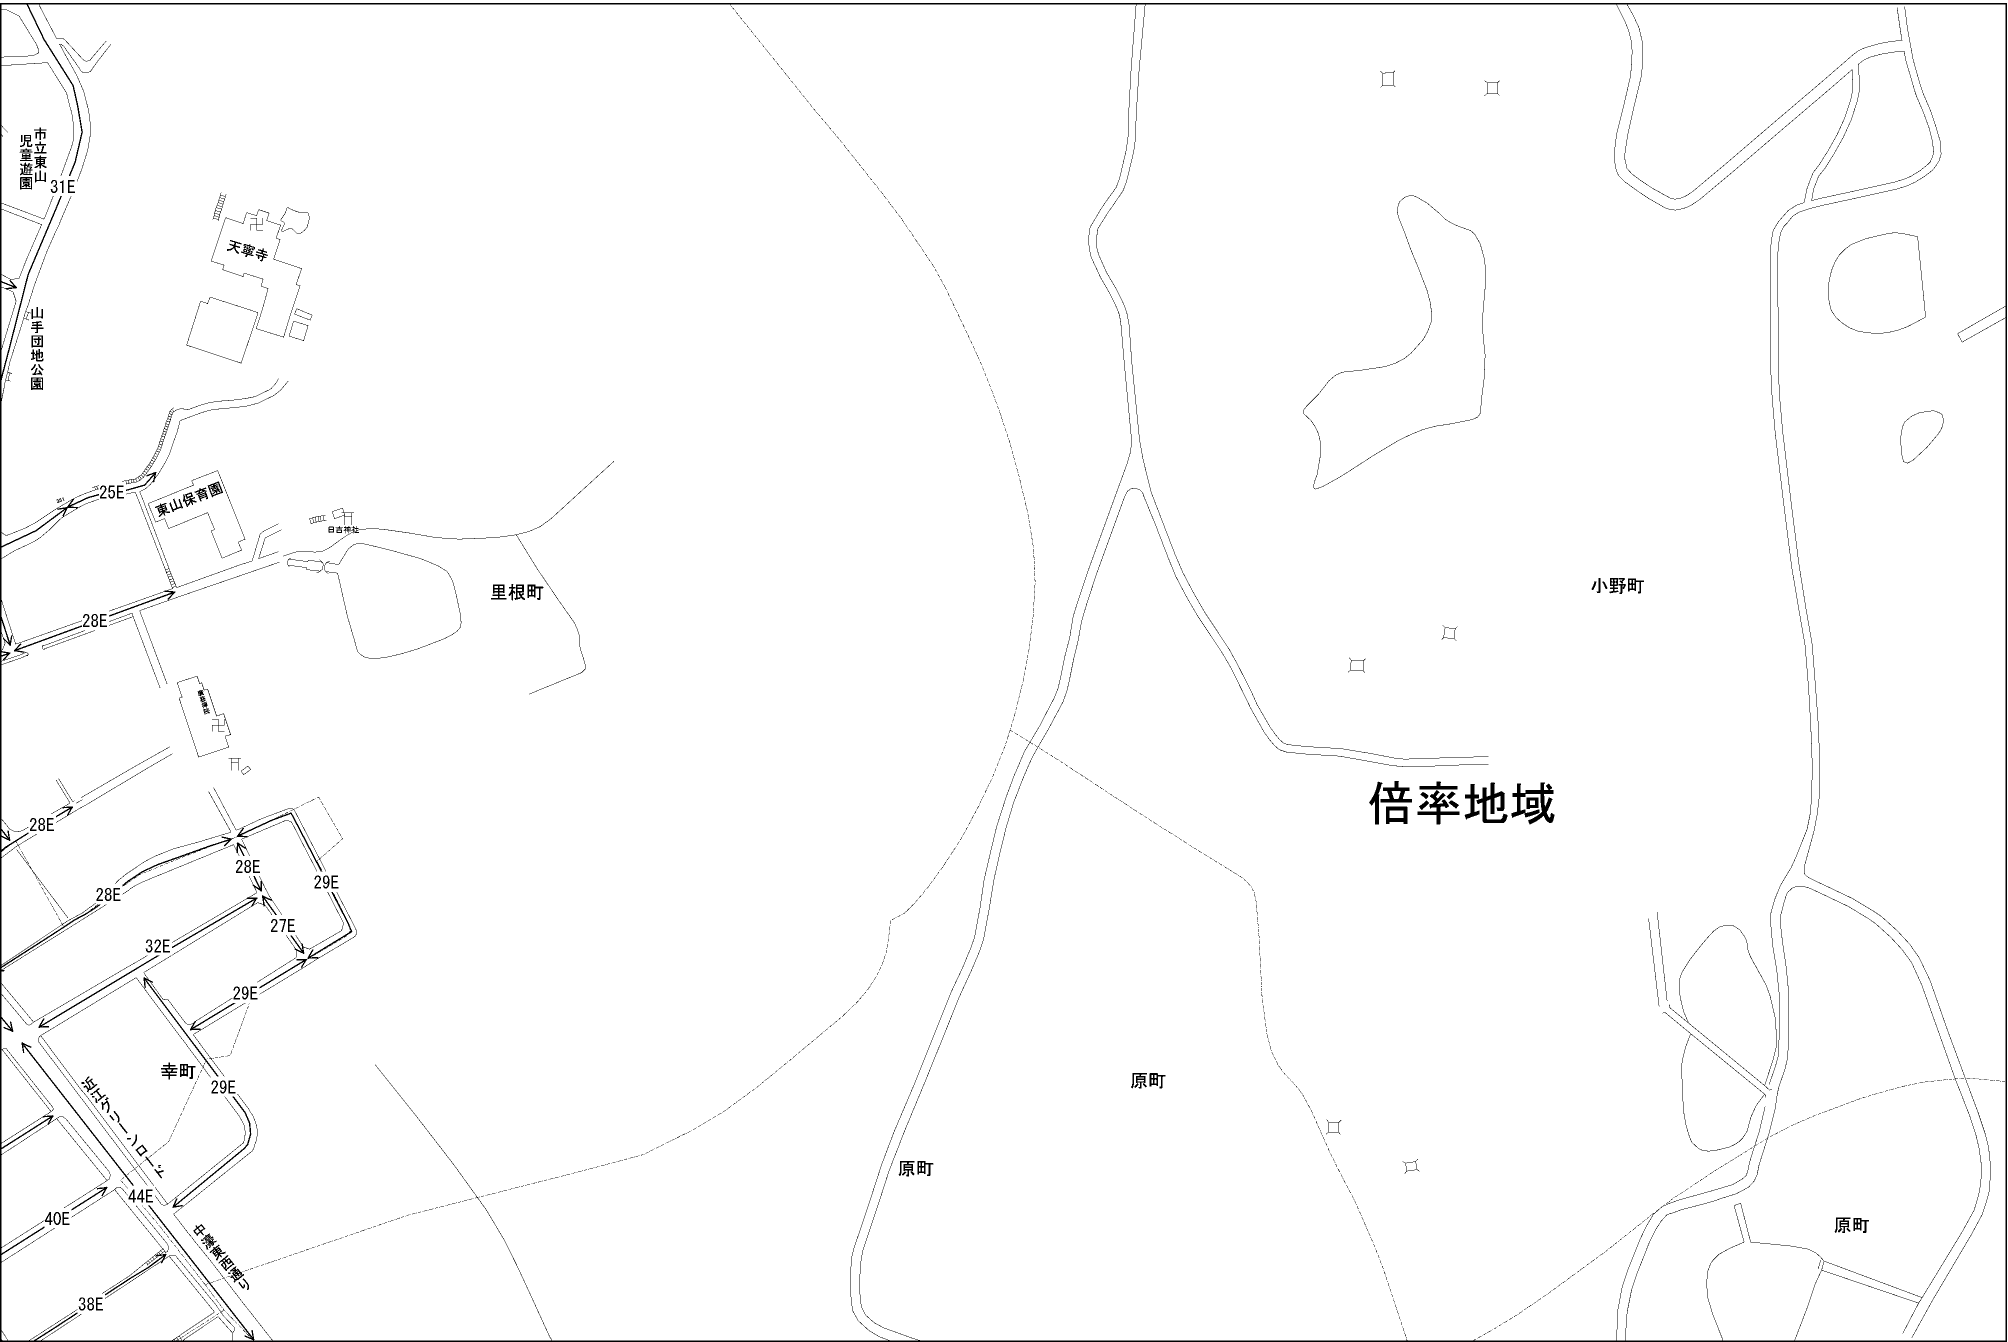 市立東山
児童遊園
31E
天寧寺
山手団地公園
25E
東山保育園
日吉神社
里根町
小野町
28E
倍率地域
28E
28E
29E
28E
27E
32E
29E
幸町
29E
近江グリーンロード
原町
原町
44E
40E
中濠東西通り
原町
38E